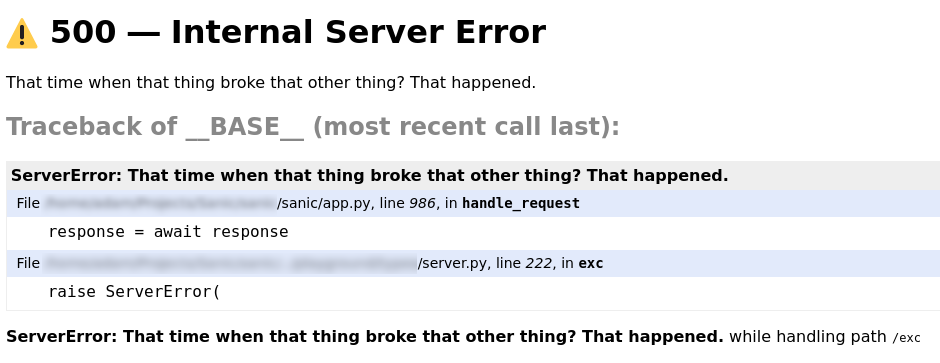 ⚠️ 500 — Internal Server Error
That time when that thing broke that other thing? That happened.
Traceback of __BASE__ (most recent call last):
ServerError: That time when that thing broke that other thing? That happened.
File /sanic/app.py, line 986, in handle_request
response = await response
File /server.py, line 222, in exc
raise ServerError(
ServerError: That time when that thing broke that other thing? That happened. while handling path /exc